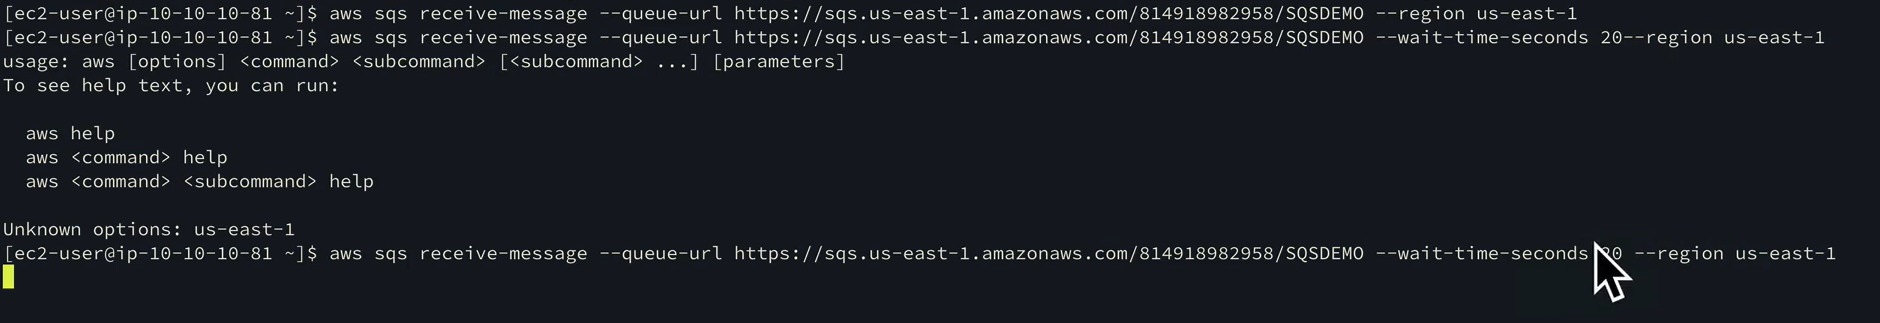 [ec2-user@ip-10-10-10-81 ~]$ aws sqs receive-message --queue-url https://sqs.us-east-1.amazonaws.com/814918982958/SQSDEMO --region us-east-1
[ec2-user@ip-10-10-10-81 ~]$ aws sqs receive-message --queue-url https://sqs.us-east-1.amazonaws.com/814918982958/SQSDEMO --wait-time-seconds 20--region us-east-1
usage: aws [options] <command> <subcommand> [<subcommand> ...] [parameters]
To see help text, you can run:
aws help
aws <command> help
aws <command> <subcommand> help
Unknown options: us-east-1
[ec2-user@ip-10-10-10-81 ~]$ aws sqs receive-message --queue-url https://sqs.us-east-1.amazonaws.com/814918982958/SQSDEMO --wait-time-seconds 20 --region us-east-1